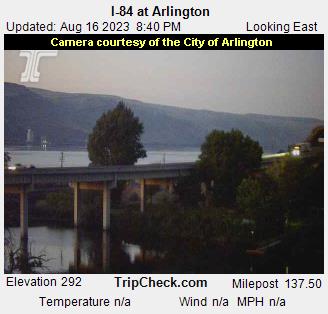 I-84 at Arlington
Updated: Aug 16 2023 8:40 PM Looking East
Camera courtesy of the City of Arlington
Elevation 292 TripCheck.com Milepost 137.50
Temperature n/a Wind n/a MPH n/a